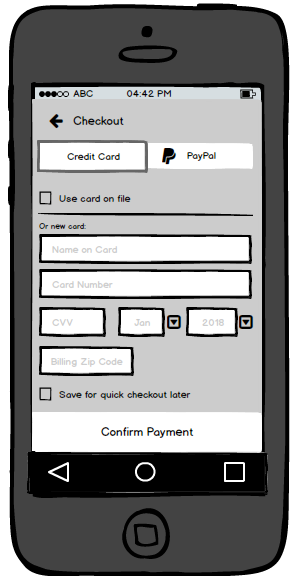 ABC 04:42 PM
Checkout
Credit Card PayPal
Use card on file
Or new card:
Name on Card
Card Number
CVV Jan 2018
Billing Zip Code
Save for quick checkout later
Confirm Payment